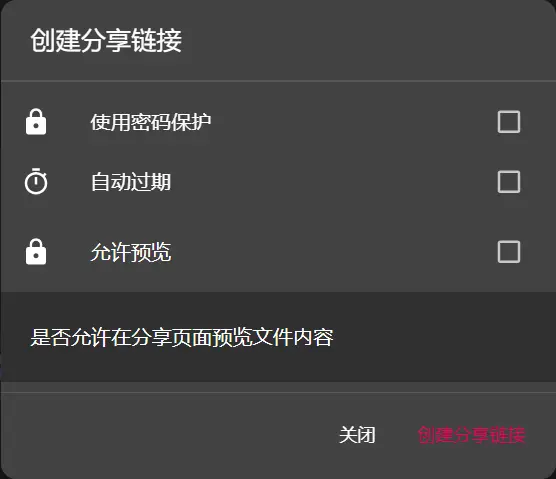 创建分享链接
使用密码保护
自动过期
允许预览
是否允许在分享页面预览文件内容
关闭 创建分享链接